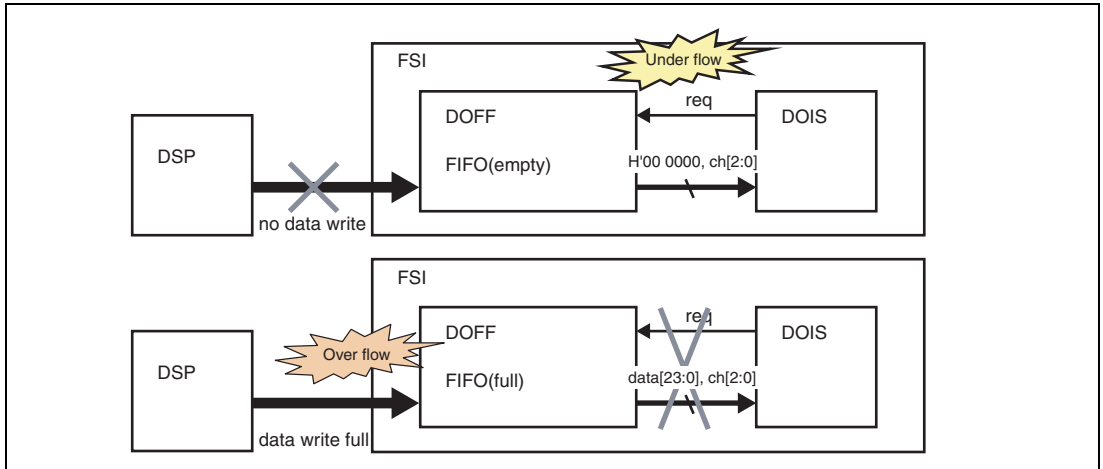 FSI
Under flow
DSP
DOFF
req
DOIS
FIFO(empty)
H'00 0000, ch[2:0]
no data write
FSI
DSP
Over flow
DOFF
req
DOIS
FIFO(full)
data[23:0], ch[2:0]
data write full